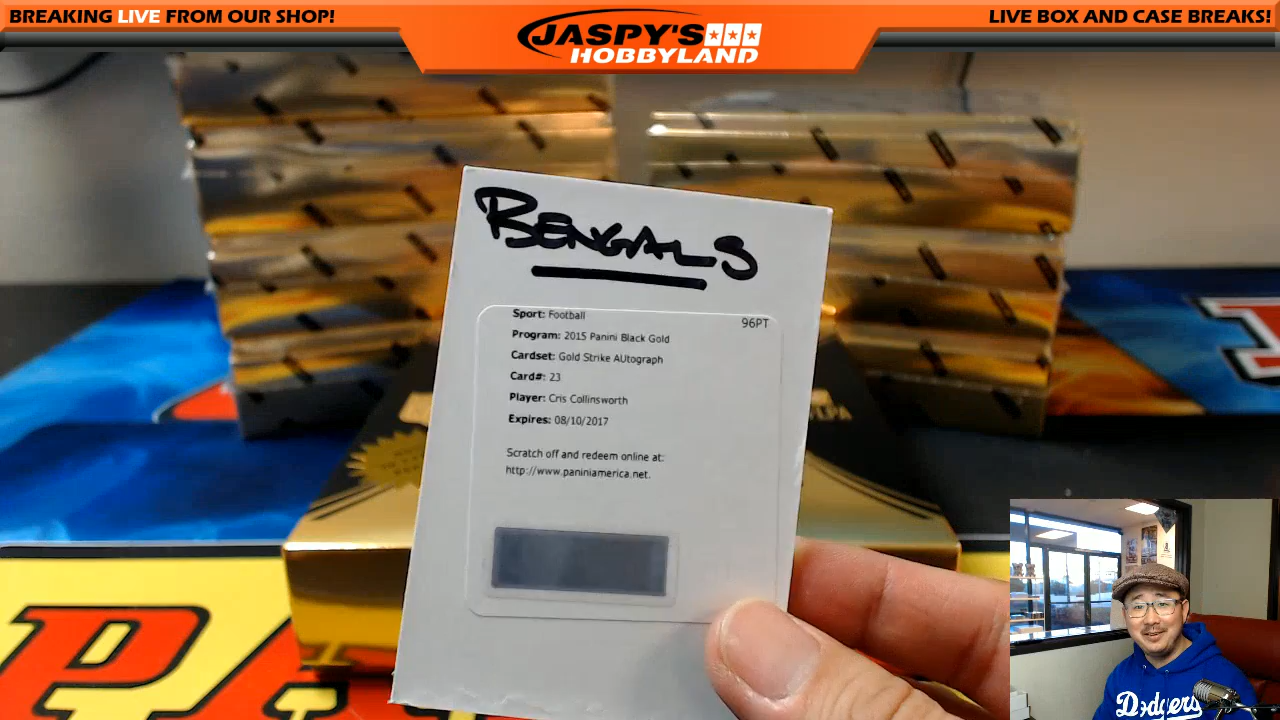 BREAKING LIVE FROM OUR SHOP!
JASPY'S
HOBBYLAND
LIVE BOX AND CASE BREAKS!
BENGALS
Sport: Football
96PT
Program: 2015 Panini Black Gold
Cardset: Gold Strike AUtograph
Card#: 23
Player: Cris Collinsworth
Expires: 08/10/2017
Scratch off and redeem online at:
http://www.paniniamerica.net.
Dodgers